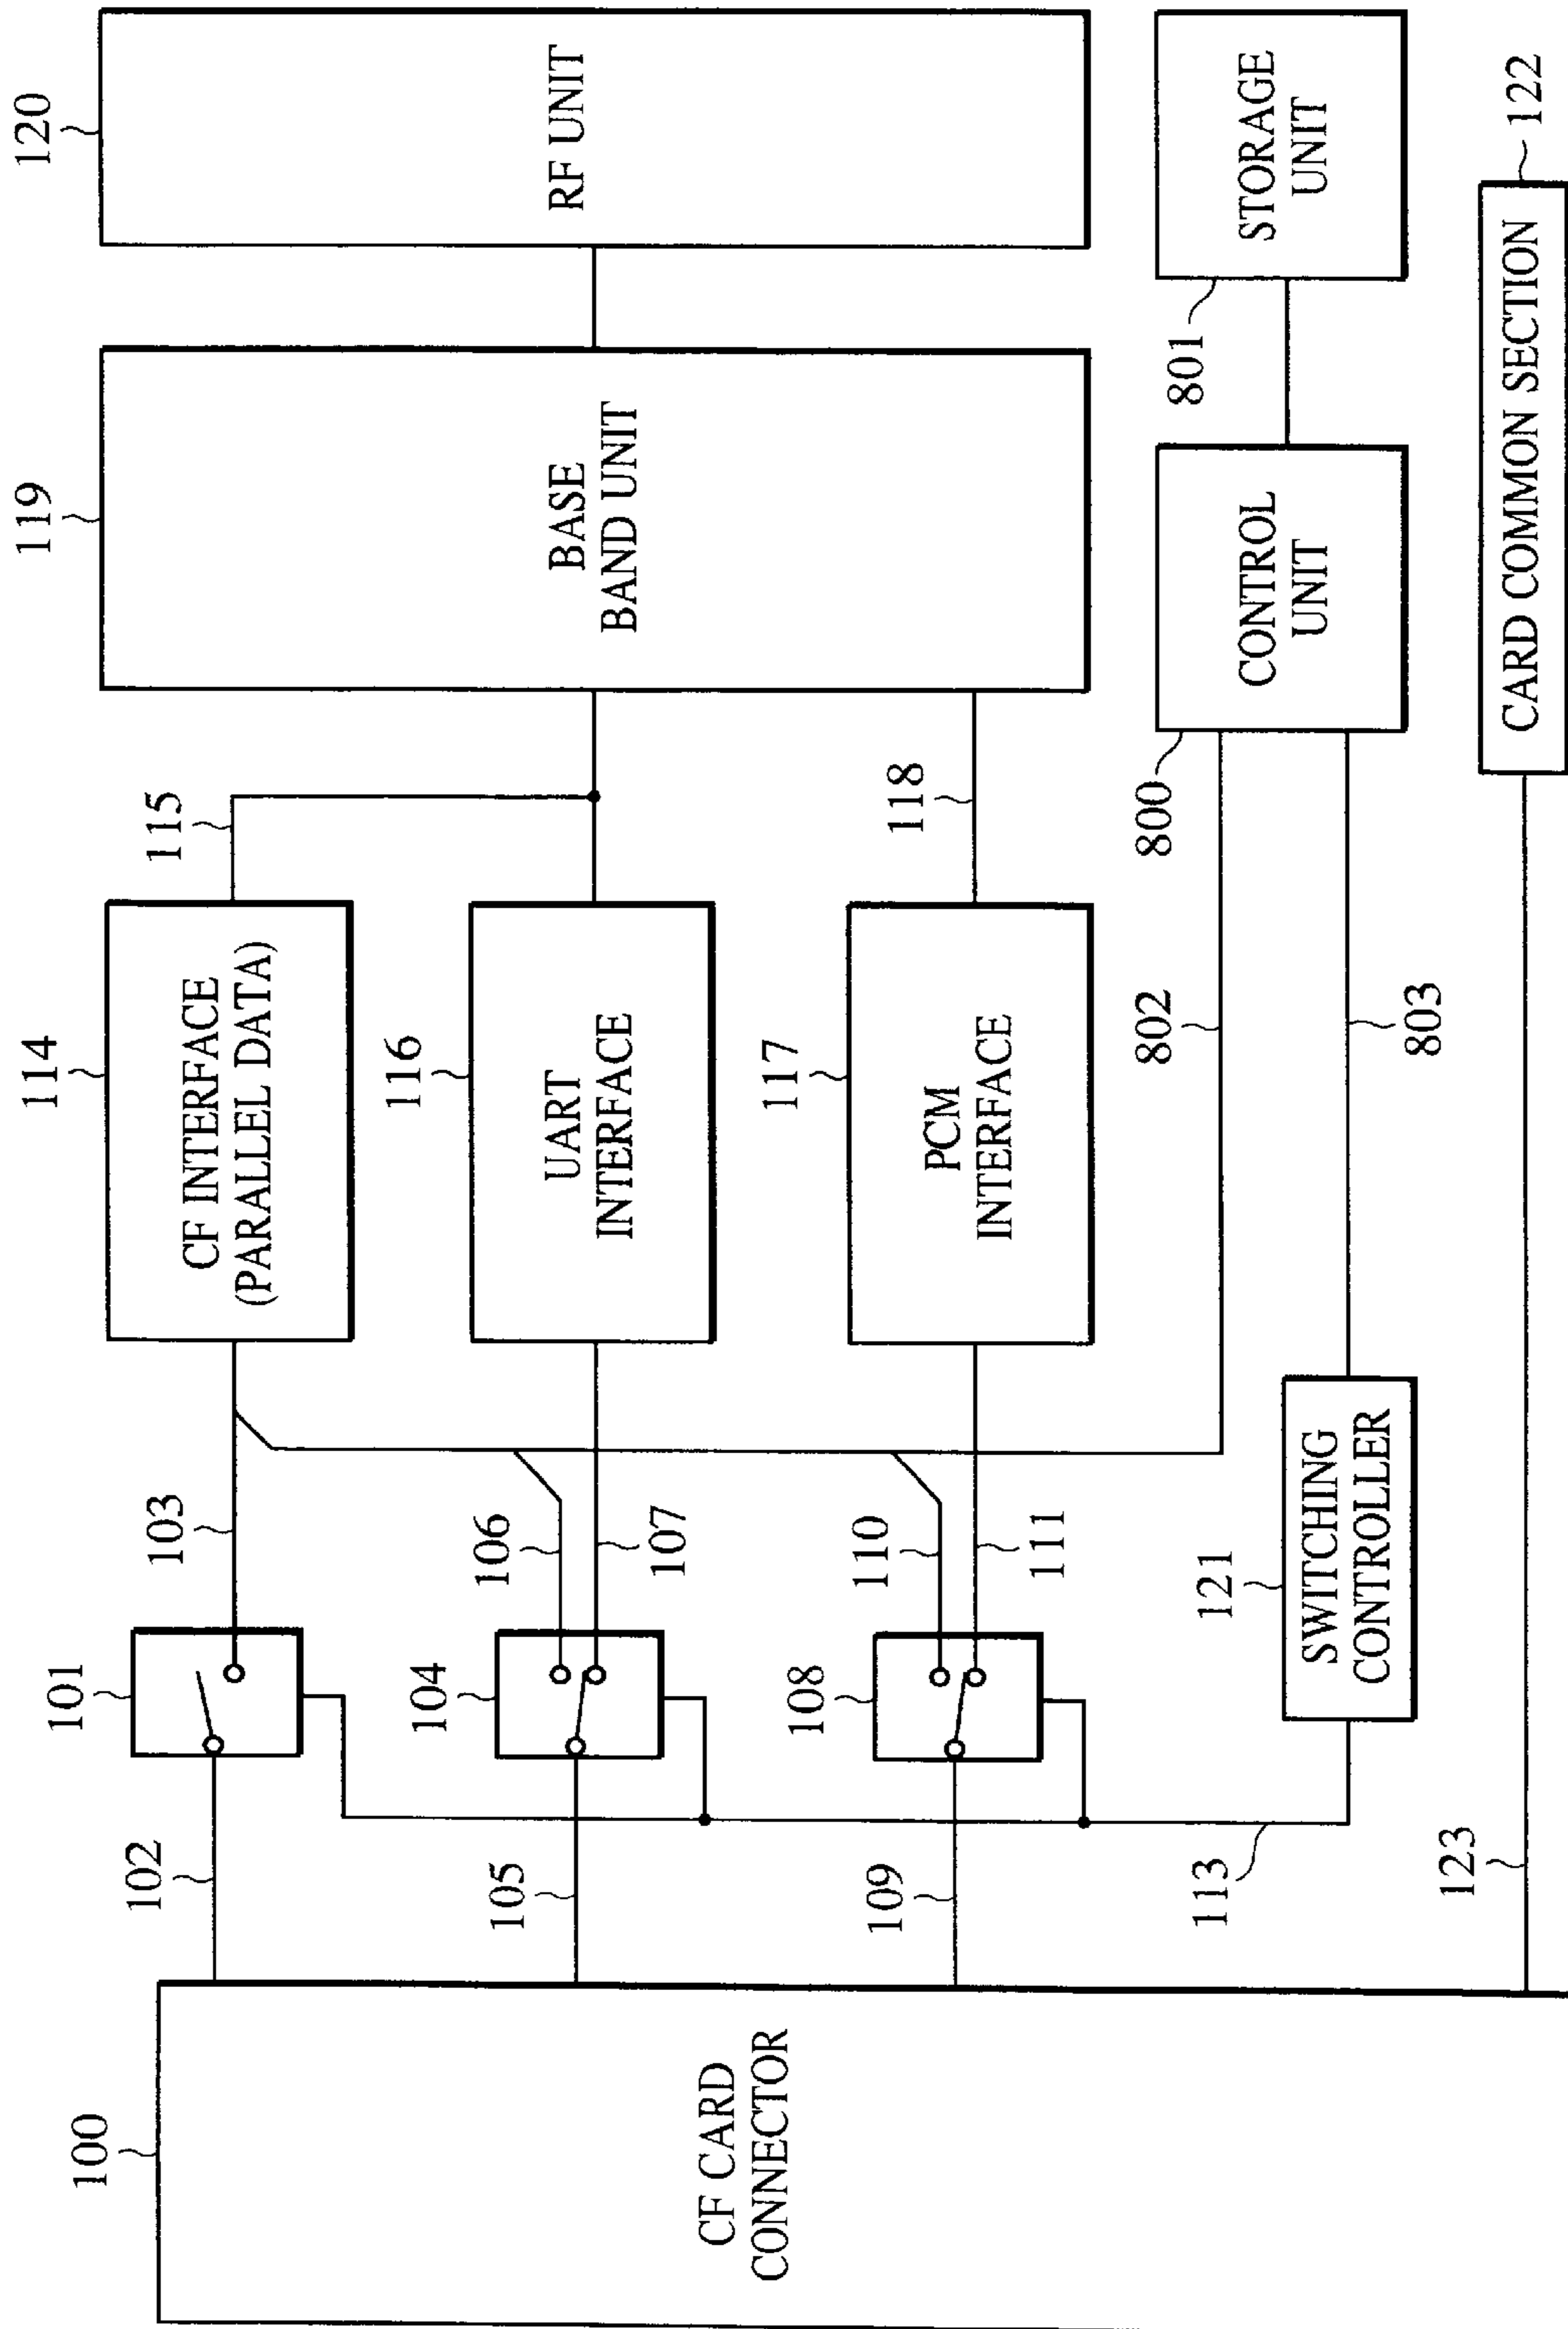 100
CF CARD
CONNECTOR
102
101
103
114
CF INTERFACE
(PARALLEL DATA)
115
105
104
106
107
116
UART
INTERFACE
109
108
110
111
117
PCM
INTERFACE
118
119
BASE
BAND UNIT
120
RF UNIT
113
121
SWITCHING
CONTROLLER
802
803
800
CONTROL
UNIT
801
STORAGE
UNIT
123
CARD COMMON SECTION
122